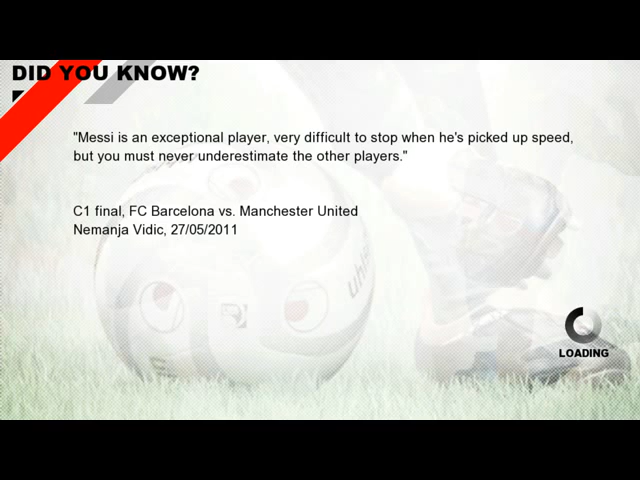 DID YOU KNOW?
"Messi is an exceptional player, very difficult to stop when he's picked up speed,
but you must never underestimate the other players."
C1 final, FC Barcelona vs. Manchester United
Nemanja Vidic, 27/05/2011
uhl
LOADING